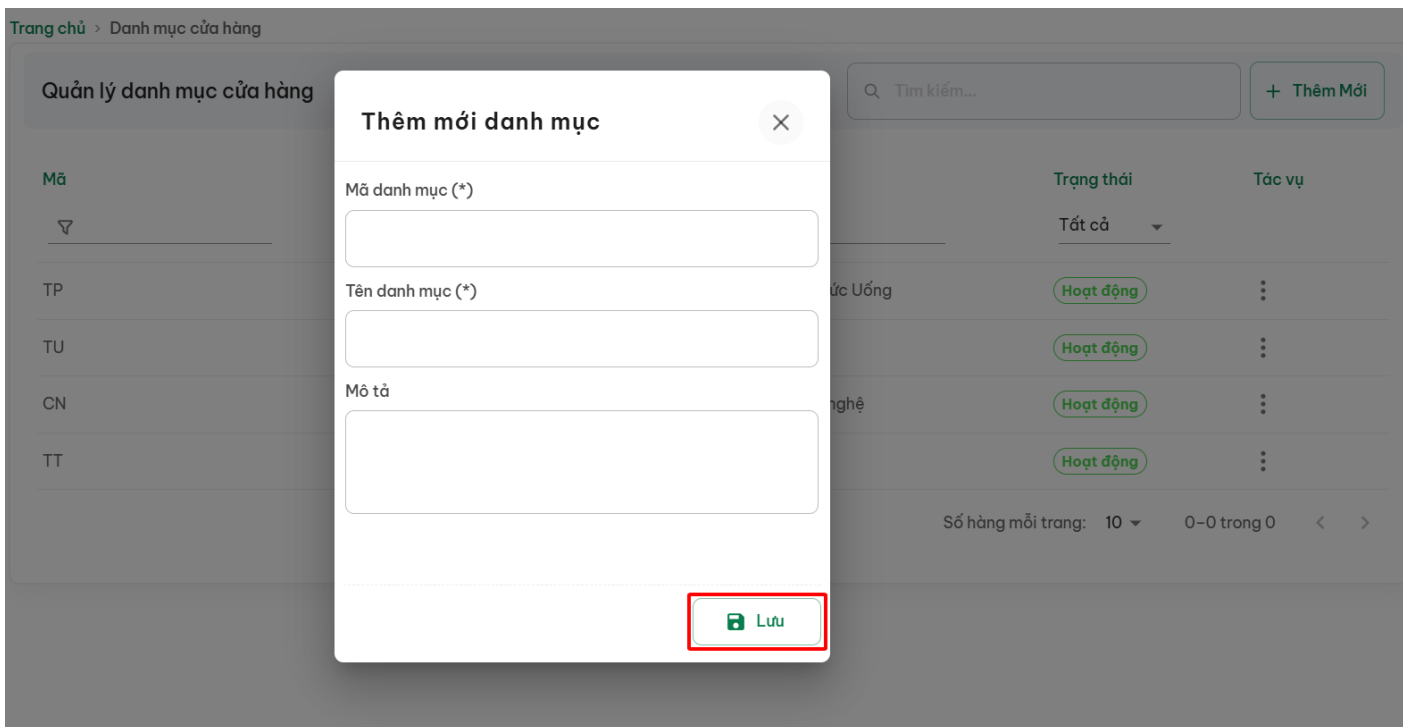 Trang chủ > Danh mục cửa hàng
Quản lý danh mục cửa hàng
Tìm kiếm...
+ Thêm Mới
Thêm mới danh mục
Mã
Trạng thái
Tác vụ
Tất cả
Mã danh mục (*)
Tên danh mục (*)
Mô tả
TP
Uống
Hoạt động
TU
Hoạt động
CN
nghệ
Hoạt động
TT
Hoạt động
Số hàng mỗi trang: 10
0–0 trong 0
Lưu